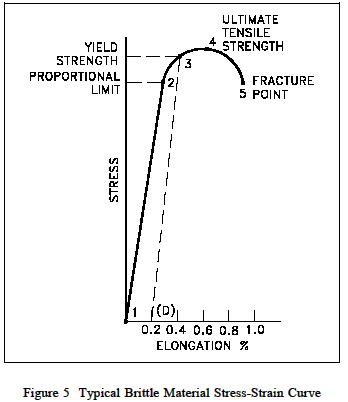 ULTIMATE
TENSILE
STRENGTH
YIELD
STRENGTH
PROPORTIONAL
LIMIT
4
3
2
FRACTURE
5 POINT
STRESS
1
(D)
0.2 0.4 0.6 0.8 1.0
ELONGATION %
Figure 5 Typical Brittle Material Stress-Strain Curve